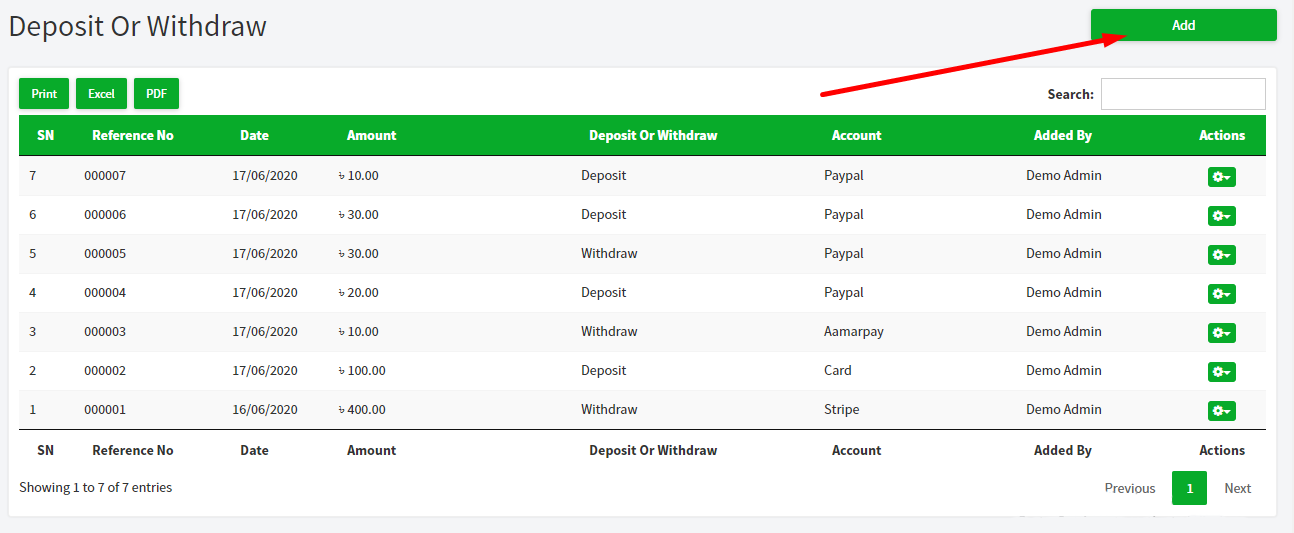 Deposit Or Withdraw
Add
Print Excel PDF Search:
SN Reference No Date Amount Deposit Or Withdraw Account Added By Actions
7 000007 17/06/2020 ৳ 10.00 Deposit Paypal Demo Admin
6 000006 17/06/2020 ৳ 30.00 Deposit Paypal Demo Admin
5 000005 17/06/2020 ৳ 30.00 Withdraw Paypal Demo Admin
4 000004 17/06/2020 ৳ 20.00 Deposit Paypal Demo Admin
3 000003 17/06/2020 ৳ 10.00 Withdraw Aamarpay Demo Admin
2 000002 17/06/2020 ৳ 100.00 Deposit Card Demo Admin
1 000001 16/06/2020 ৳ 400.00 Withdraw Stripe Demo Admin
SN Reference No Date Amount Deposit Or Withdraw Account Added By Actions
Showing 1 to 7 of 7 entries Previous 1 Next